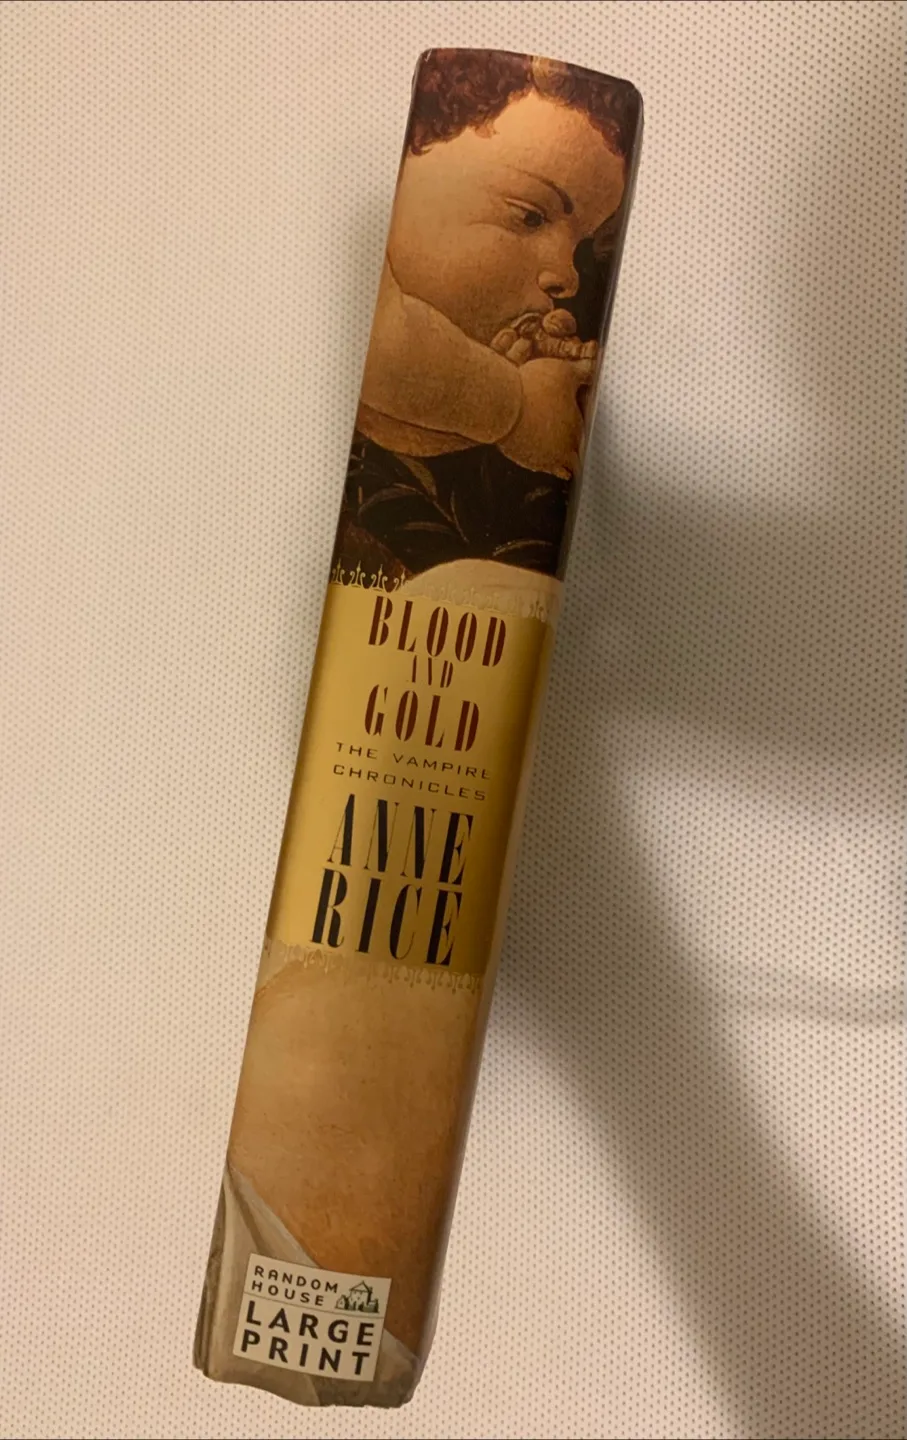 BLOOD
AND
GOLD
THE VAMPIRE
CHRONICLES
ANNE
RICE
RANDOM
HOUSE
LARGE
PRINT